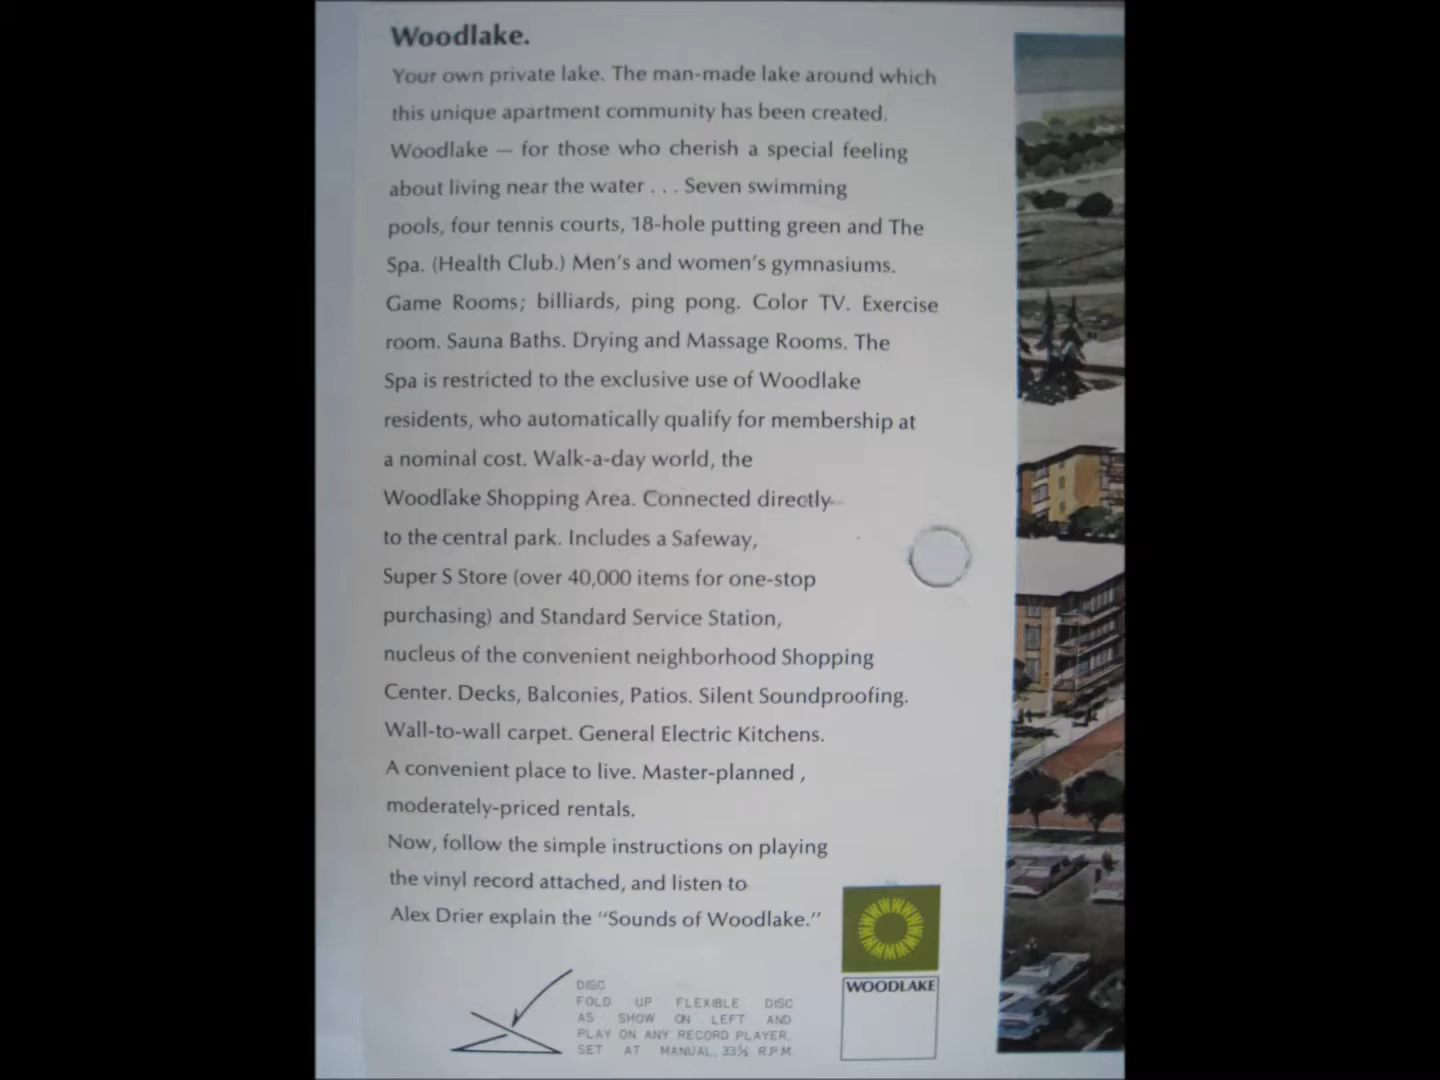 Woodlake.
Your own private lake. The man-made lake around which
this unique apartment community has been created.
Woodlake — for those who cherish a special feeling
about living near the water . . . Seven swimming
pools, four tennis courts, 18-hole putting green and The
Spa. (Health Club.) Men's and women's gymnasiums.
Game Rooms; billiards, ping pong. Color TV. Exercise
room. Sauna Baths. Drying and Massage Rooms. The
Spa is restricted to the exclusive use of Woodlake
residents, who automatically qualify for membership at
a nominal cost. Walk-a-day world, the
Woodlake Shopping Area. Connected directly
to the central park. Includes a Safeway,
Super S Store (over 40,000 items for one-stop
purchasing) and Standard Service Station,
nucleus of the convenient neighborhood Shopping
Center. Decks, Balconies, Patios. Silent Soundproofing.
Wall-to-wall carpet. General Electric Kitchens.
A convenient place to live. Master-planned ,
moderately-priced rentals.
Now, follow the simple instructions on playing
the vinyl record attached, and listen to
Alex Drier explain the "Sounds of Woodlake."
DISC
FOLD UP FLEXIBLE DISC
AS SHOW ON LEFT AND
PLAY ON ANY RECORD PLAYER,
SET AT MANUAL, 33⅓ R.P.M.
WOODLAKE